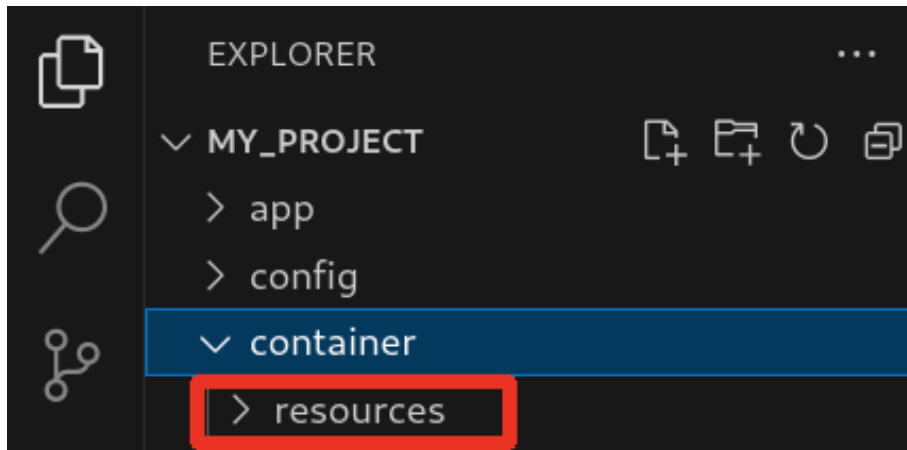 EXPLORER
MY_PROJECT
app
config
container
resources